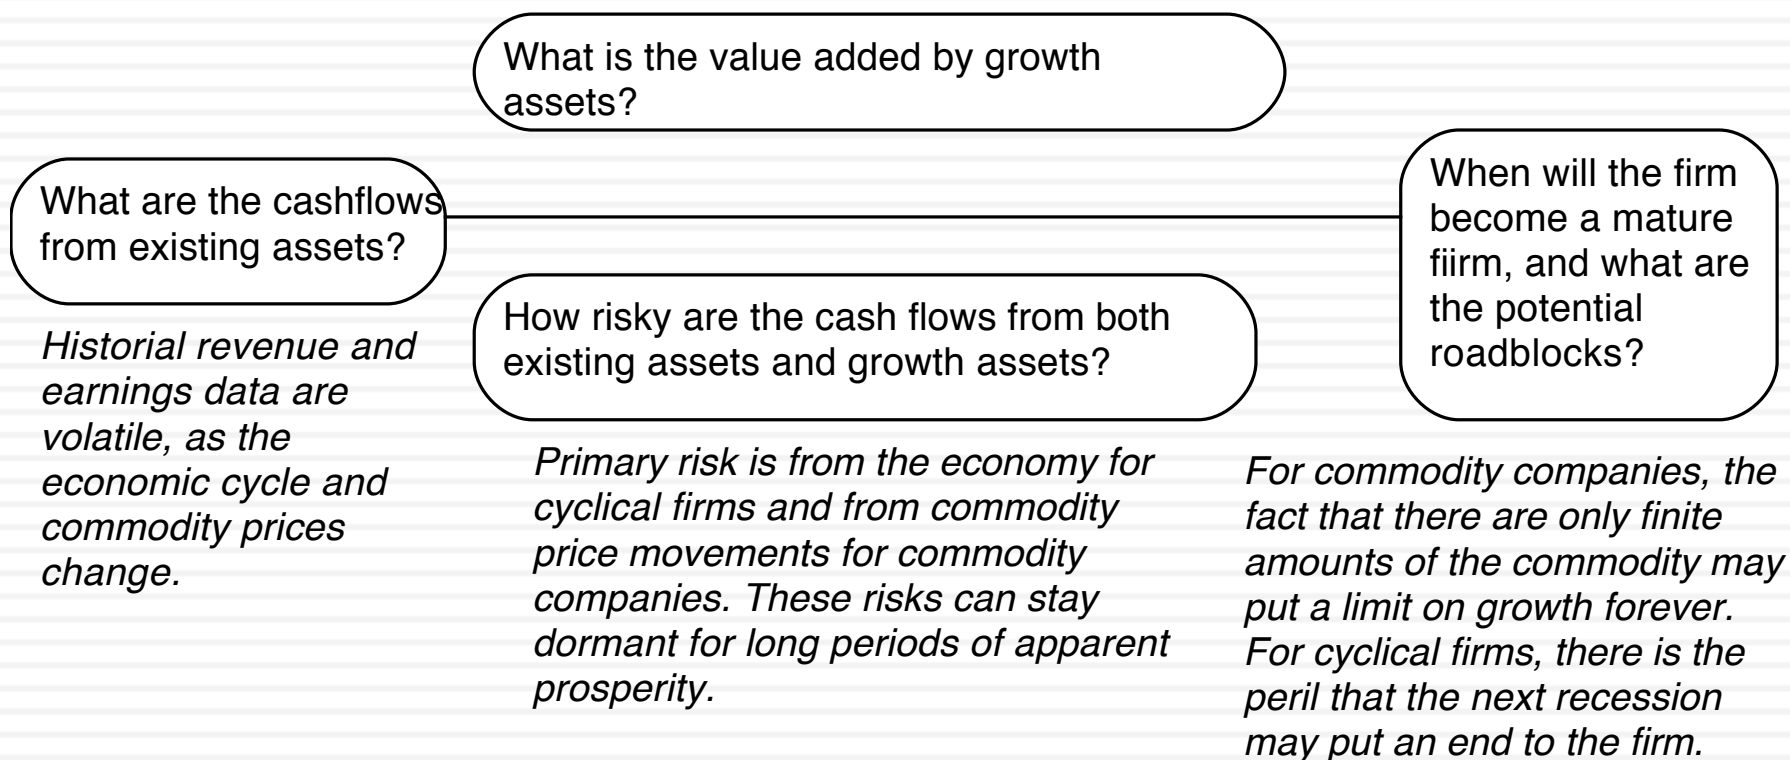 What is the value added by growth
assets?
What are the cashflows
from existing assets?
When will the firm
become a mature
fiirm, and what are
the potential
roadblocks?
How risky are the cash flows from both
existing assets and growth assets?
Historial revenue and
earnings data are
volatile, as the
economic cycle and
commodity prices
change.
Primary risk is from the economy for
cyclical firms and from commodity
price movements for commodity
companies. These risks can stay
dormant for long periods of apparent
prosperity.
For commodity companies, the
fact that there are only finite
amounts of the commodity may
put a limit on growth forever.
For cyclical firms, there is the
peril that the next recession
may put an end to the firm.